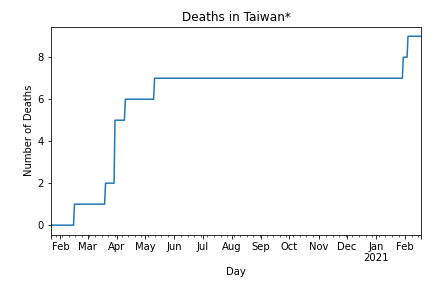 Deaths in Taiwan*
Number of Deaths
8
6
4
2
0
Feb Mar Apr May Jun Jul Aug Sep Oct Nov Dec Jan Feb
2021
Day